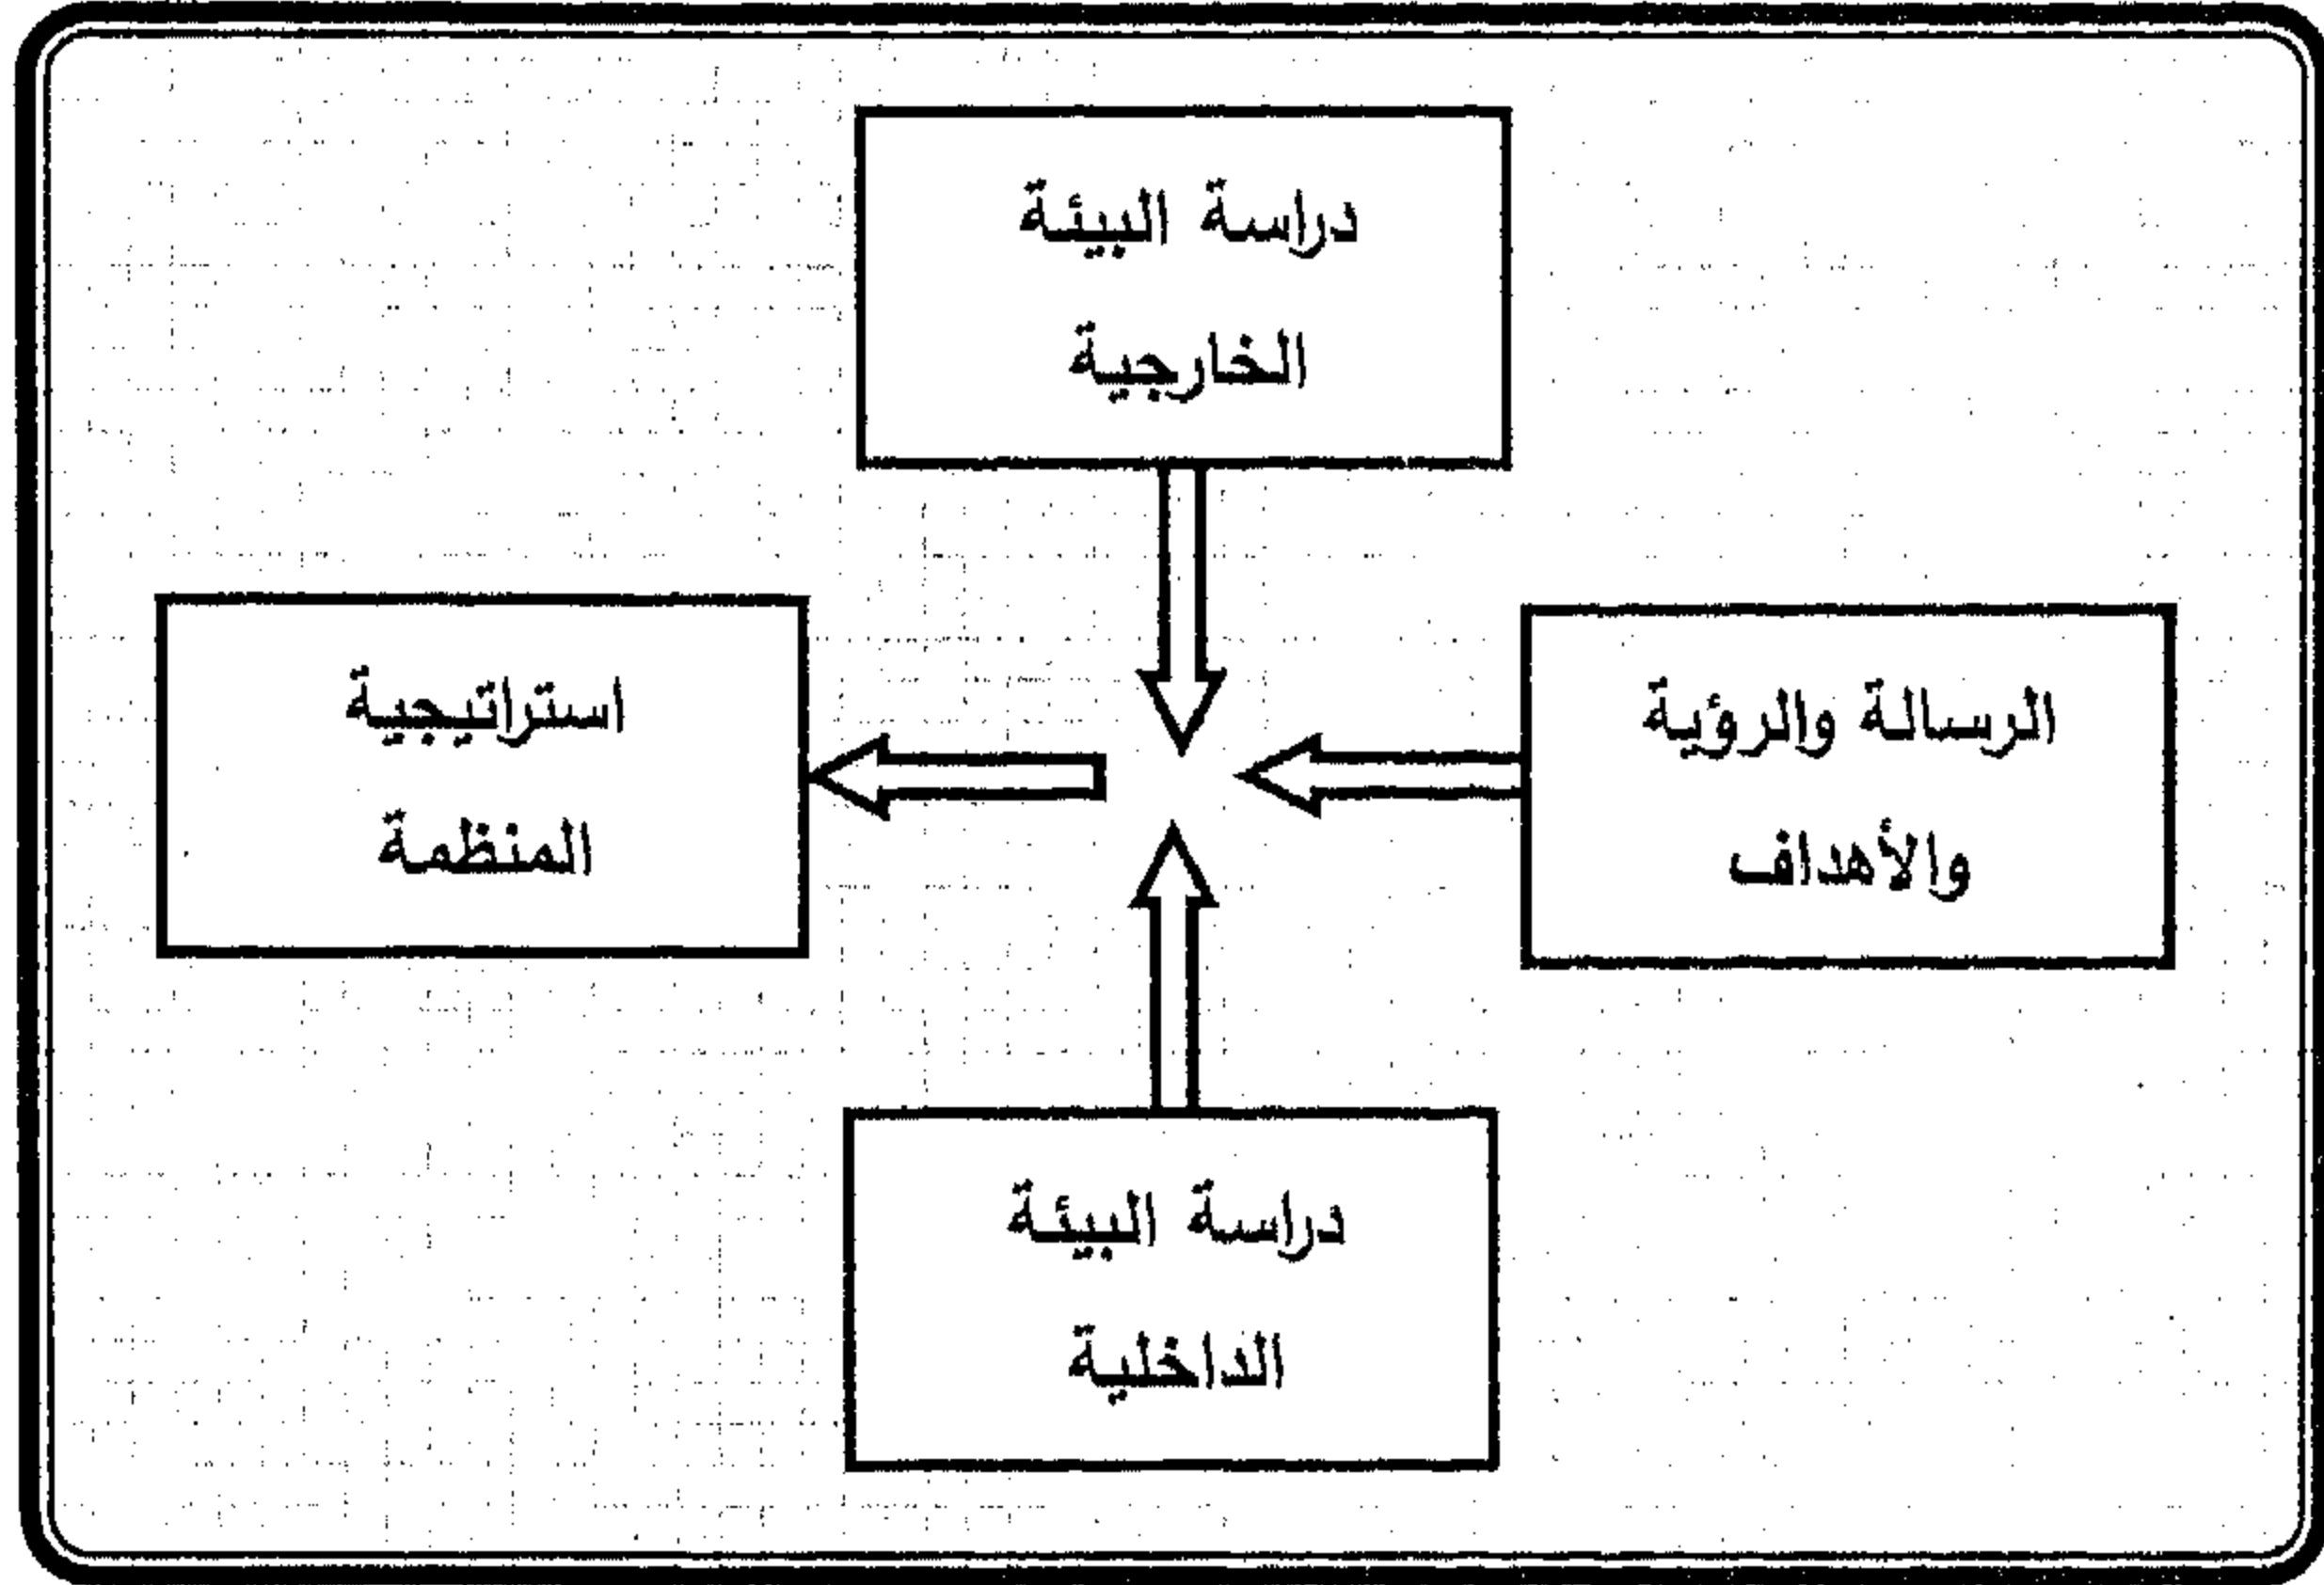 دراسة البيئة
الخارجية
الرسالة والرؤية
والأهداف
استراتيجية
المنظمة
دراسة البيئة
الداخلية